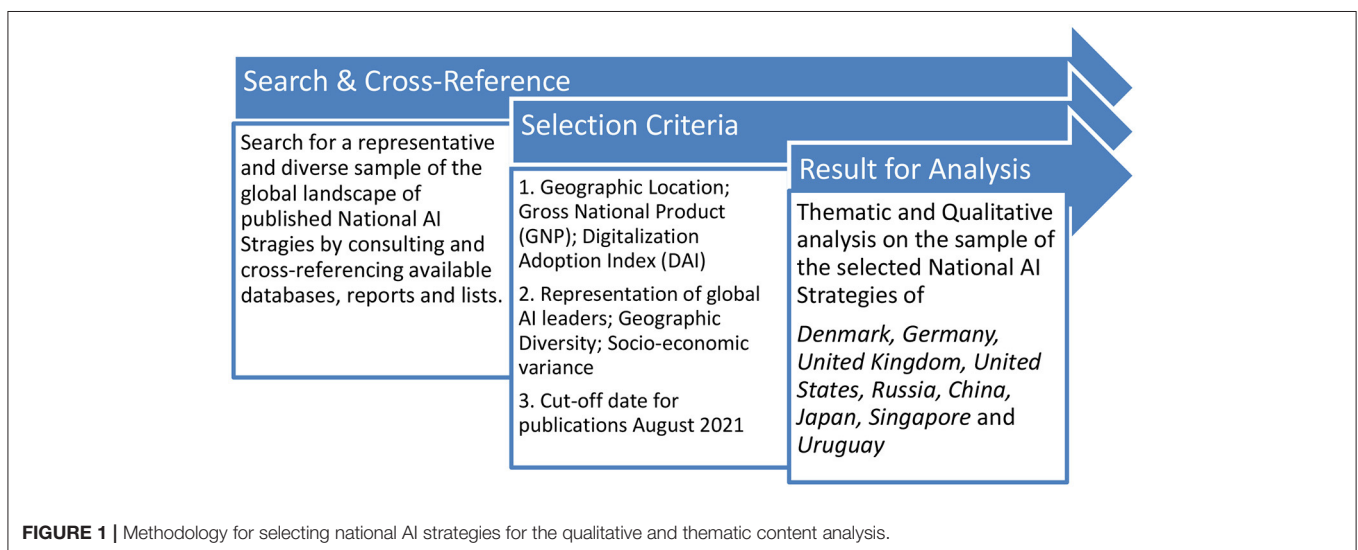 Search & Cross-Reference
Search for a representative
and diverse sample of the
global landscape of
published National AI
Stragies by consulting and
cross-referencing available
databases, reports and lists.
Selection Criteria
1. Geographic Location;
Gross National Product
(GNP); Digitalization
Adoption Index (DAI)
2. Representation of global
AI leaders; Geographic
Diversity; Socio-economic
variance
3. Cut-off date for
publications August 2021
Result for Analysis
Thematic and Qualitative
analysis on the sample of
the selected National AI
Strategies of
Denmark, Germany,
United Kingdom, United
States, Russia, China,
Japan, Singapore and
Uruguay
FIGURE 1 | Methodology for selecting national AI strategies for the qualitative and thematic content analysis.